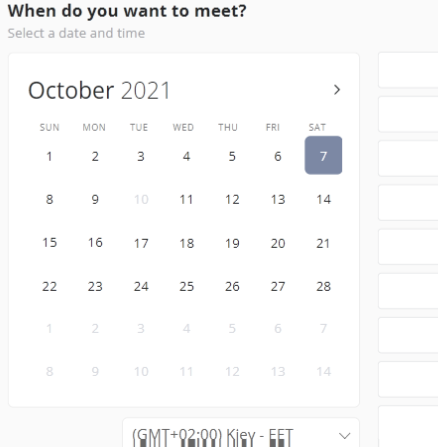 When do you want to meet?
Select a date and time
October 2021 >
SUN MON TUE WED THU FRI SAT
1 2 3 4 5 6 7
8 9 10 11 12 13 14
15 16 17 18 19 20 21
22 23 24 25 26 27 28
1 2 3 4 5 6 7
8 9 10 11 12 13 14
(GMT+02:00) Kiev - EET